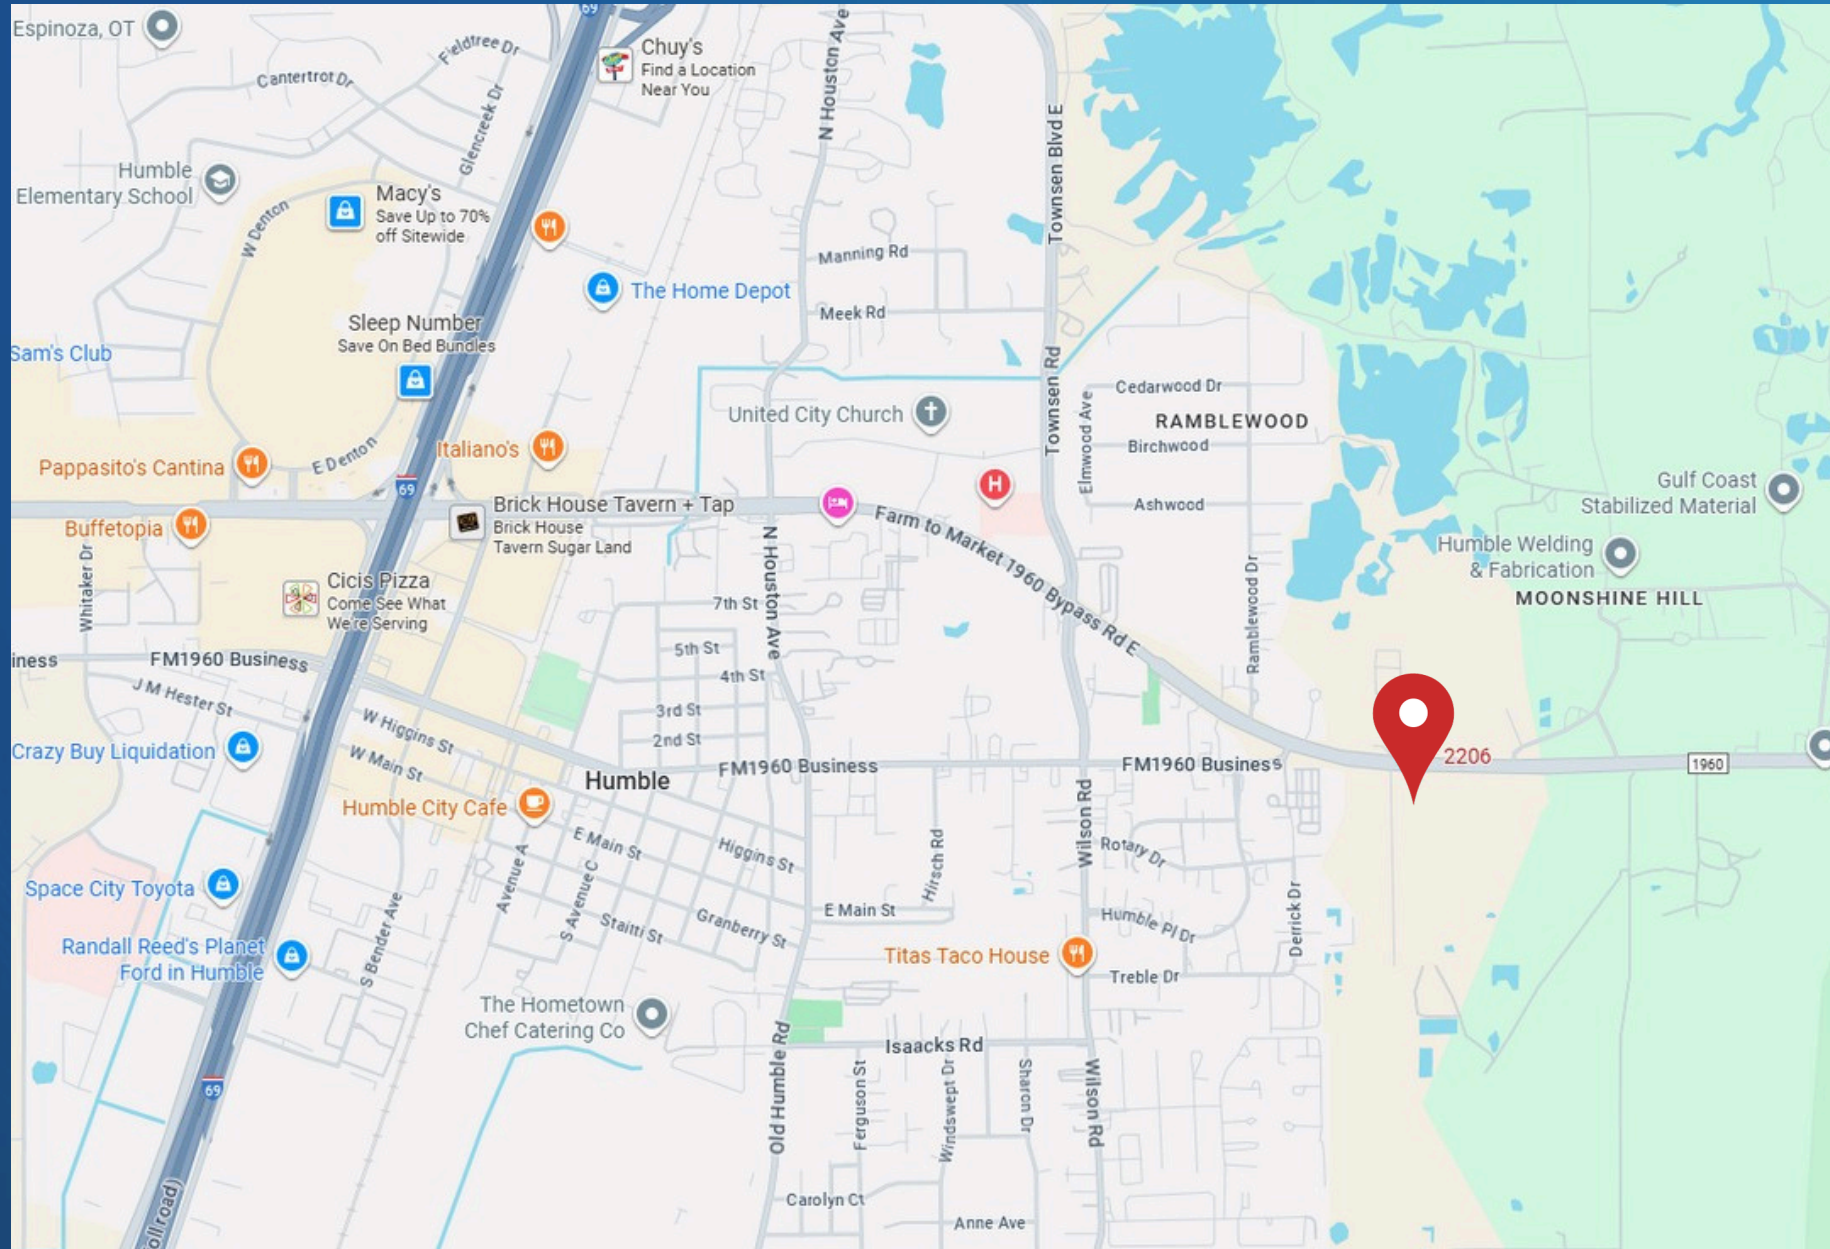 69
Espinoza, OT
Fieldtree Dr
Cantertrot Dr
Glencreek Dr
Chuy's
Find a Location
Near You
N Houston Ave
Townsen Blvd E
Humble
Elementary School
Macy's
Save Up to 70%
off Sitewide
W Denton
Manning Rd
The Home Depot
Meek Rd
Sleep Number
Save On Bed Bundles
Sam's Club
Townsen Rd
Cedarwood Dr
Elmwood Ave
RAMBLEWOOD
United City Church
Birchwood
Italiano's
E Denton
Pappasito's Cantina
69
H
Ashwood
Gulf Coast
Stabilized Material
Brick House Tavern + Tap
Brick House
Tavern Sugar Land
Buffetopia
Farm to Market 1960 Bypass Rd E
N Houston Ave
Humble Welding
& Fabrication
MOONSHINE HILL
Whitaker Dr
Cicis Pizza
Come See What
We're Serving
7th St
Ramblewood Dr
5th St
4th St
iness
FM1960 Business
J M Hester St
3rd St
2nd St
W Higgins St
W Main St
Crazy Buy Liquidation
Humble
FM1960 Business
FM1960 Business
2206
1960
Humble City Cafe
E Main St
Higgins St
Hirsch Rd
Wilson Rd
Rotary Dr
Avenue A
S Avenue C
Space City Toyota
S Bender Ave
Staitti St
Granberry St
E Main St
Humble Pl Dr
Derrick Dr
Randall Reed's Planet
Ford in Humble
Titas Taco House
Treble Dr
The Hometown
Chef Catering Co
Old Humble Rd
Isaacks Rd
69
Ferguson St
Windswept Dr
Sharon Dr
Wilson Rd
Carolyn Ct
Anne Ave
ollroad)